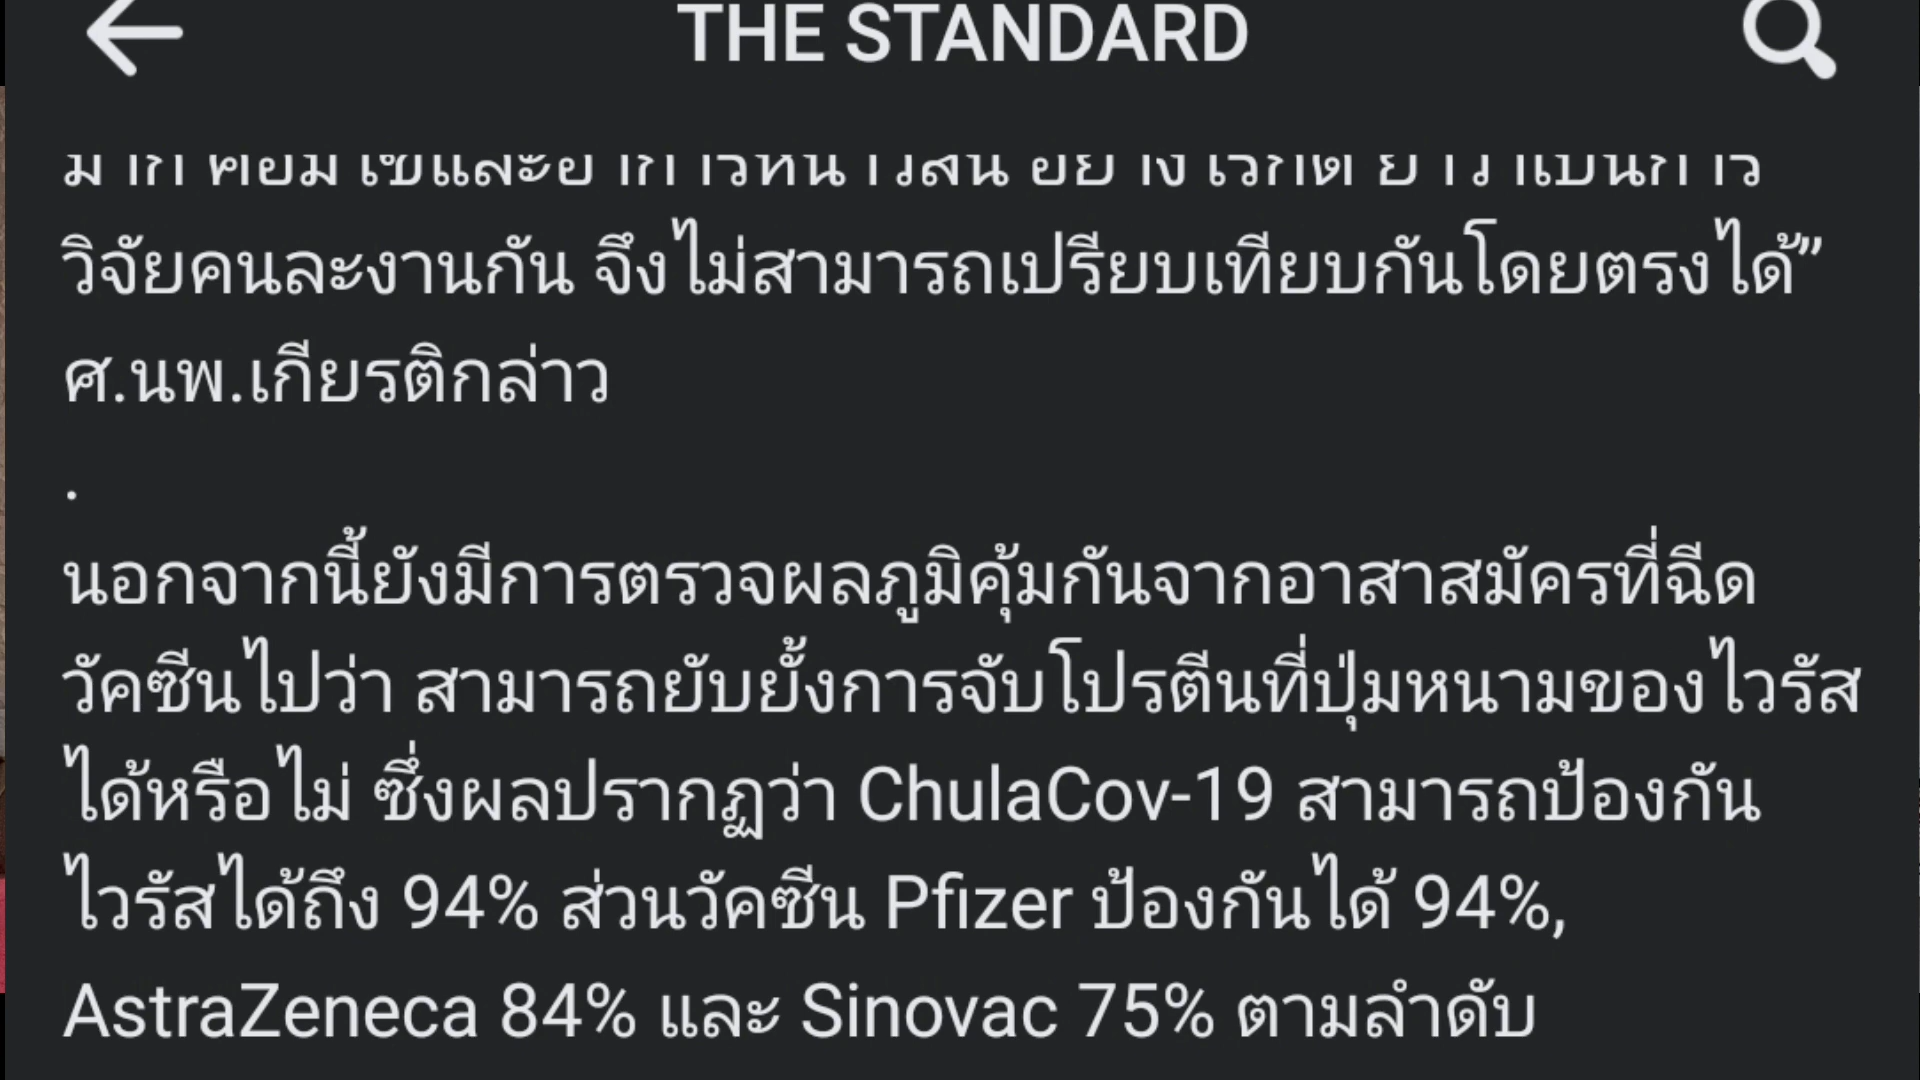 THE STANDARD
วิจัยคนละงานกัน จึงไม่สามารถเปรียบเทียบกันโดยตรงได้”
ศ.นพ.เกียรติกล่าว
.
นอกจากนี้ยังมีการตรวจผลภูมิคุ้มกันจากอาสาสมัครที่ฉีด
วัคซีนไปว่า สามารถยับยั้งการจับโปรตีนที่ปุ่มหนามของไวรัส
ได้หรือไม่ ซึ่งผลปรากฏว่า ChulaCov-19 สามารถป้องกัน
ไวรัสได้ถึง 94% ส่วนวัคซีน Pfizer ป้องกันได้ 94%,
AstraZeneca 84% และ Sinovac 75% ตามลำดับ